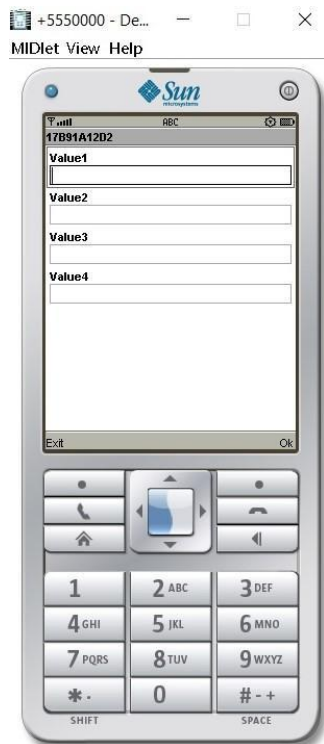 +5550000 - De...
MIDlet View Help
Sun
microsystems
ABC
17B91A12D2
Value1
Value2
Value3
Value4
Exit Ok
1 2 ABC 3 DEF
4 GHI 5 JKL 6 MNO
7 PQRS 8 TUV 9 WXYZ
* . 0 # - +
SHIFT SPACE